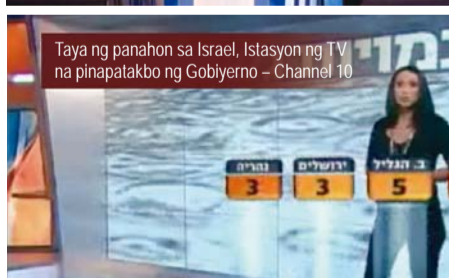 Taya ng panahon sa Israel, Istasyon ng TV
na pinapatakbo ng Gobiyerno – Channel 10
נהריה
ירושלים
ב. הגליל
3
3
5